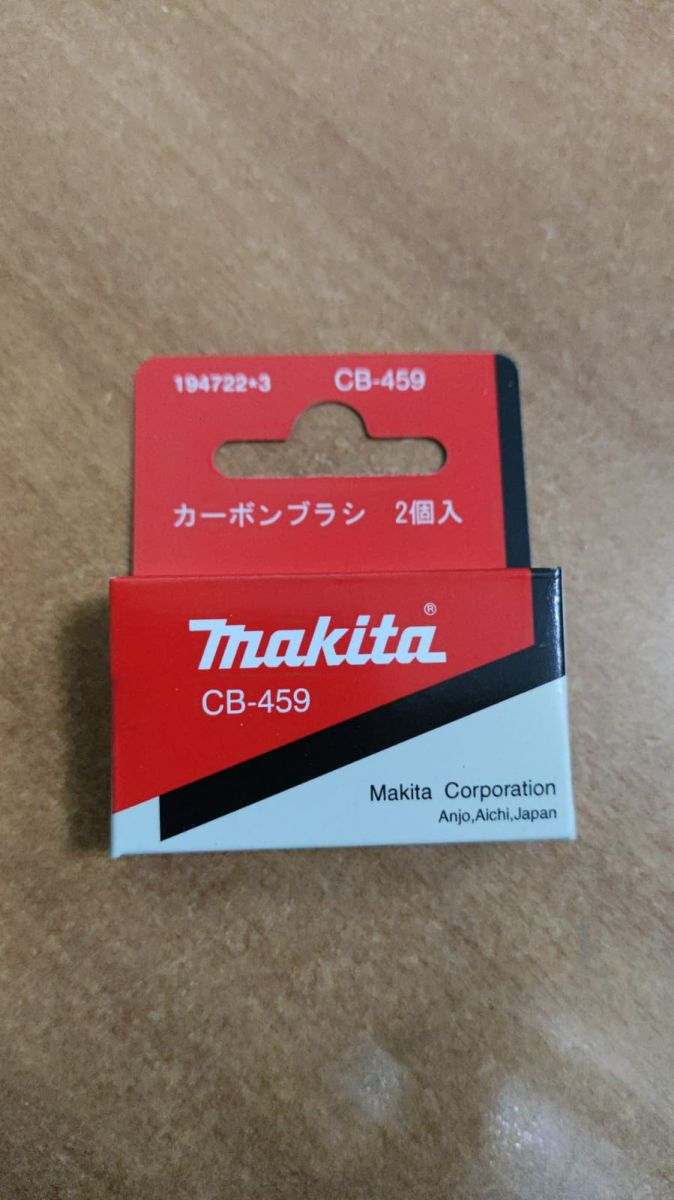 194722*3 CB-459
カーボンブラシ 2個入
makita®
CB-459
Makita Corporation
Anjo,Aichi,Japan